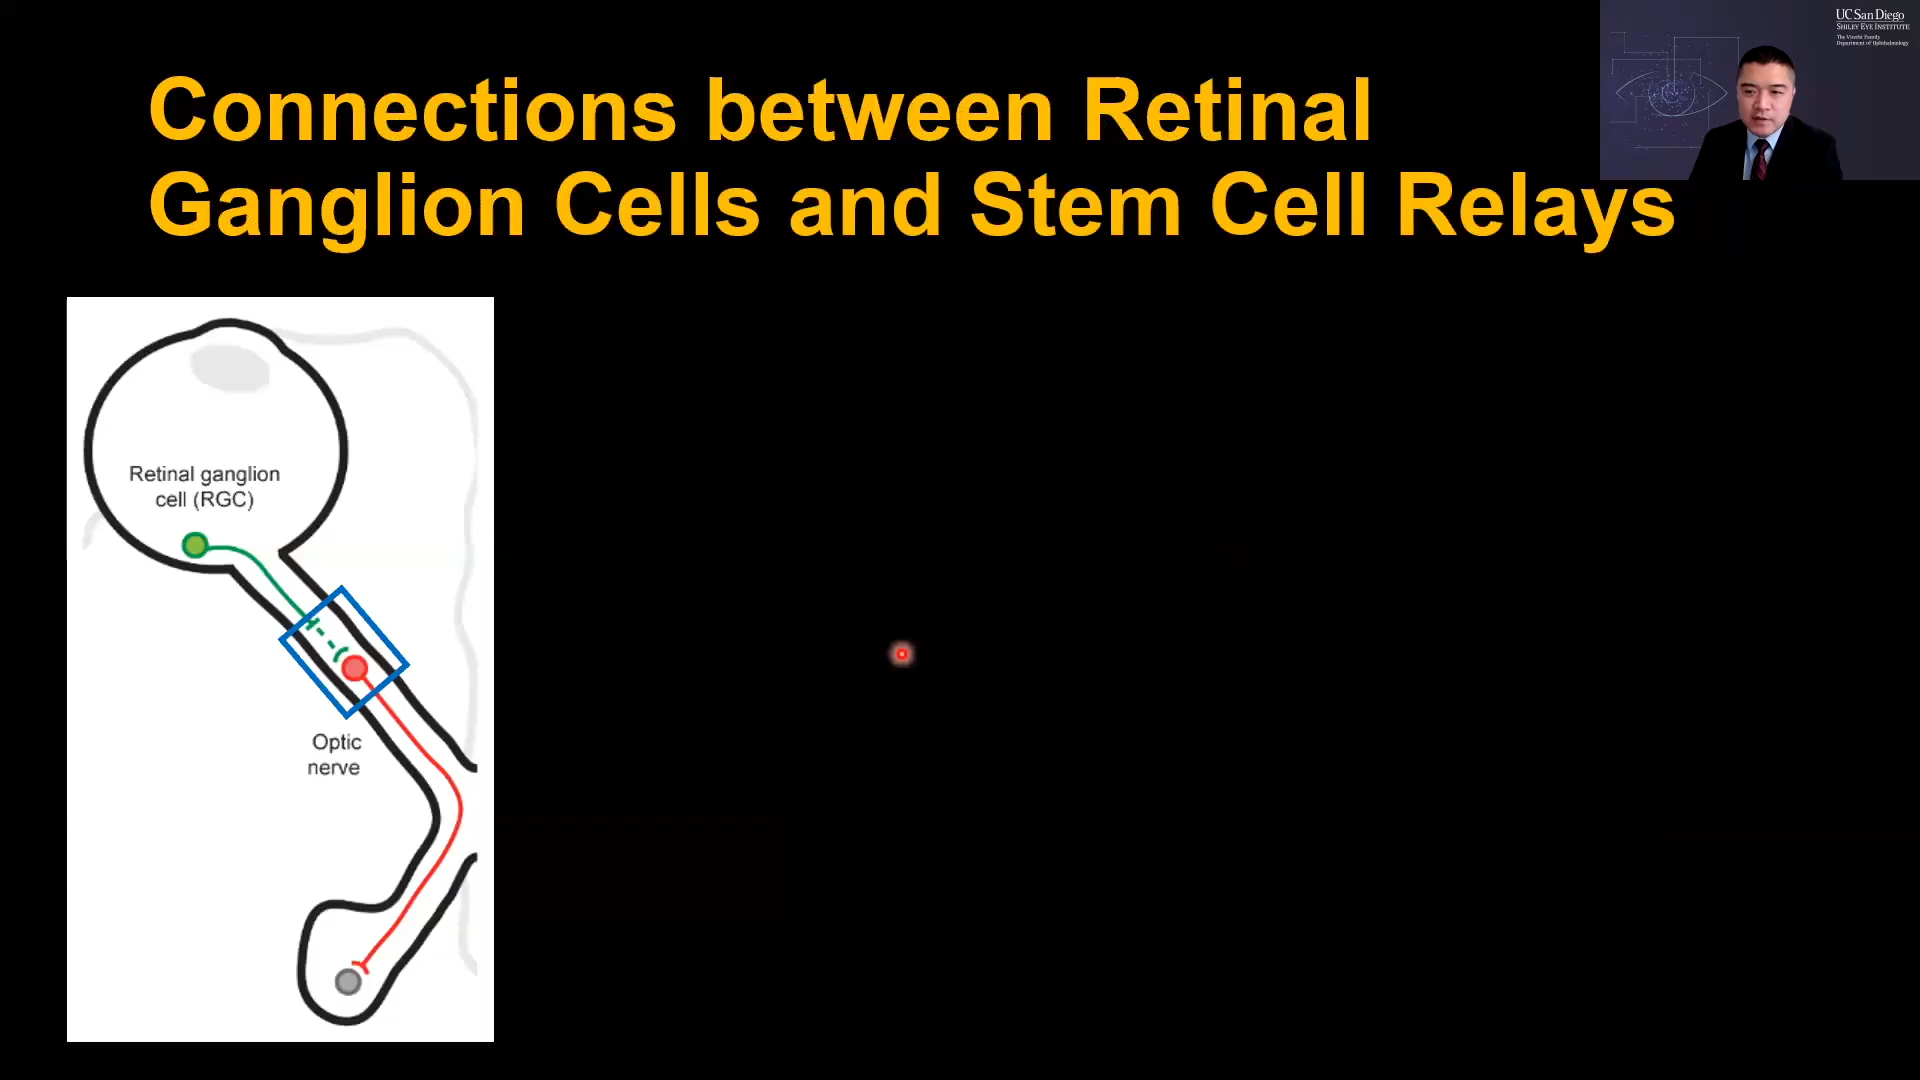 Connections between Retinal
Ganglion Cells and Stem Cell Relays
UC San Diego
SHILEY EYE INSTITUTE
The Viterbi Family
Department of Ophthalmology
Retinal ganglion
cell (RGC)
Optic
nerve